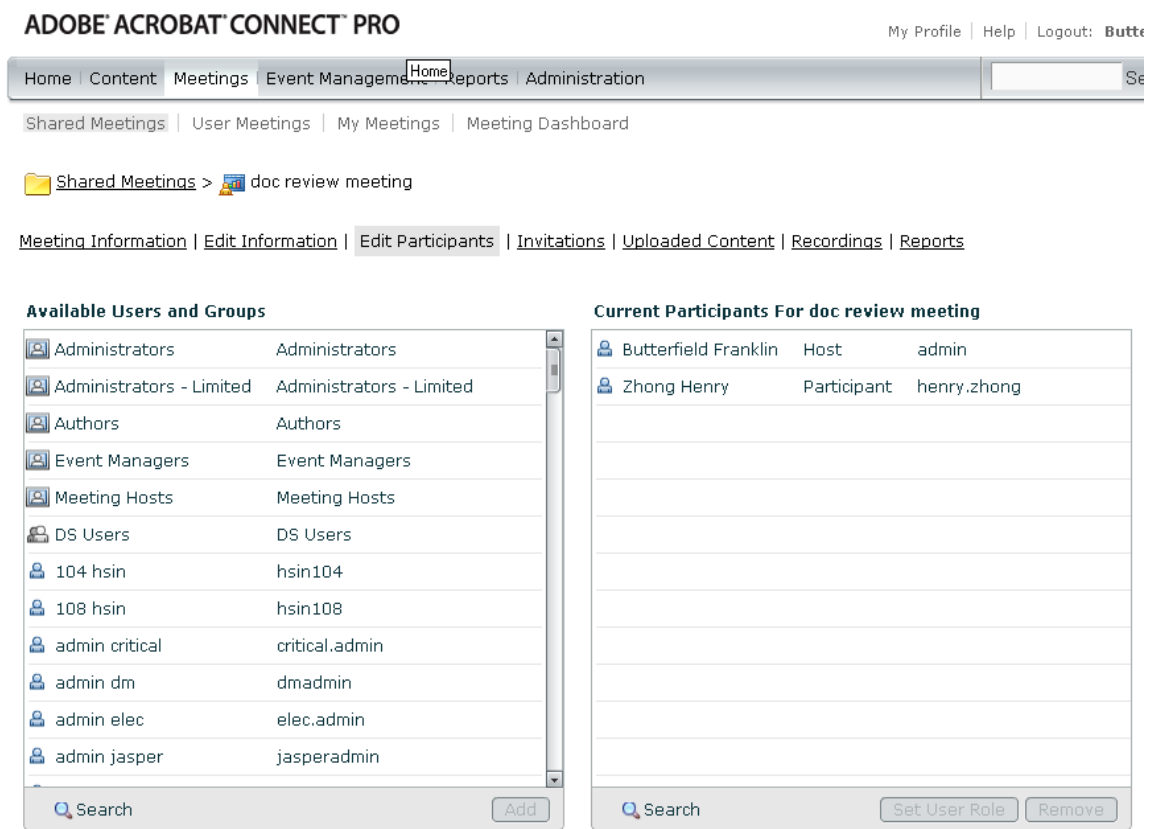 ADOBE® ACROBAT® CONNECT™ PRO
My Profile | Help | Logout: Butte
Home | Content | Meetings | Event Management | Reports | Administration
Home
Shared Meetings | User Meetings | My Meetings | Meeting Dashboard
Shared Meetings > doc review meeting
Meeting Information | Edit Information | Edit Participants | Invitations | Uploaded Content | Recordings | Reports
Available Users and Groups
Administrators Administrators
Administrators - Limited Administrators - Limited
Authors Authors
Event Managers Event Managers
Meeting Hosts Meeting Hosts
DS Users DS Users
104 hsin hsin104
108 hsin hsin108
admin critical critical.admin
admin dm dmadmin
admin elec elec.admin
admin jasper jasperadmin
Search Add
Current Participants For doc review meeting
Butterfield Franklin Host admin
Zhong Henry Participant henry.zhong
Search Set User Role Remove